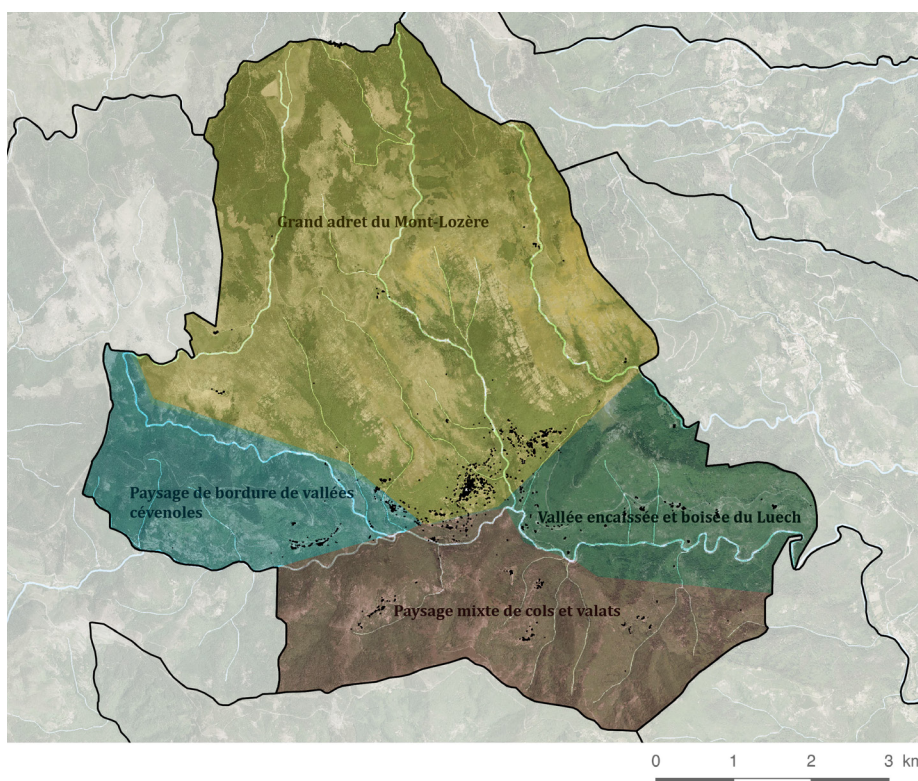 Grand adret du Mont-Lozère
Paysage de bordure de vallées
cévenoles
Vallée encaissée et boisée du Luech
Paysage mixte de cols et valats
0 1 2 3 km